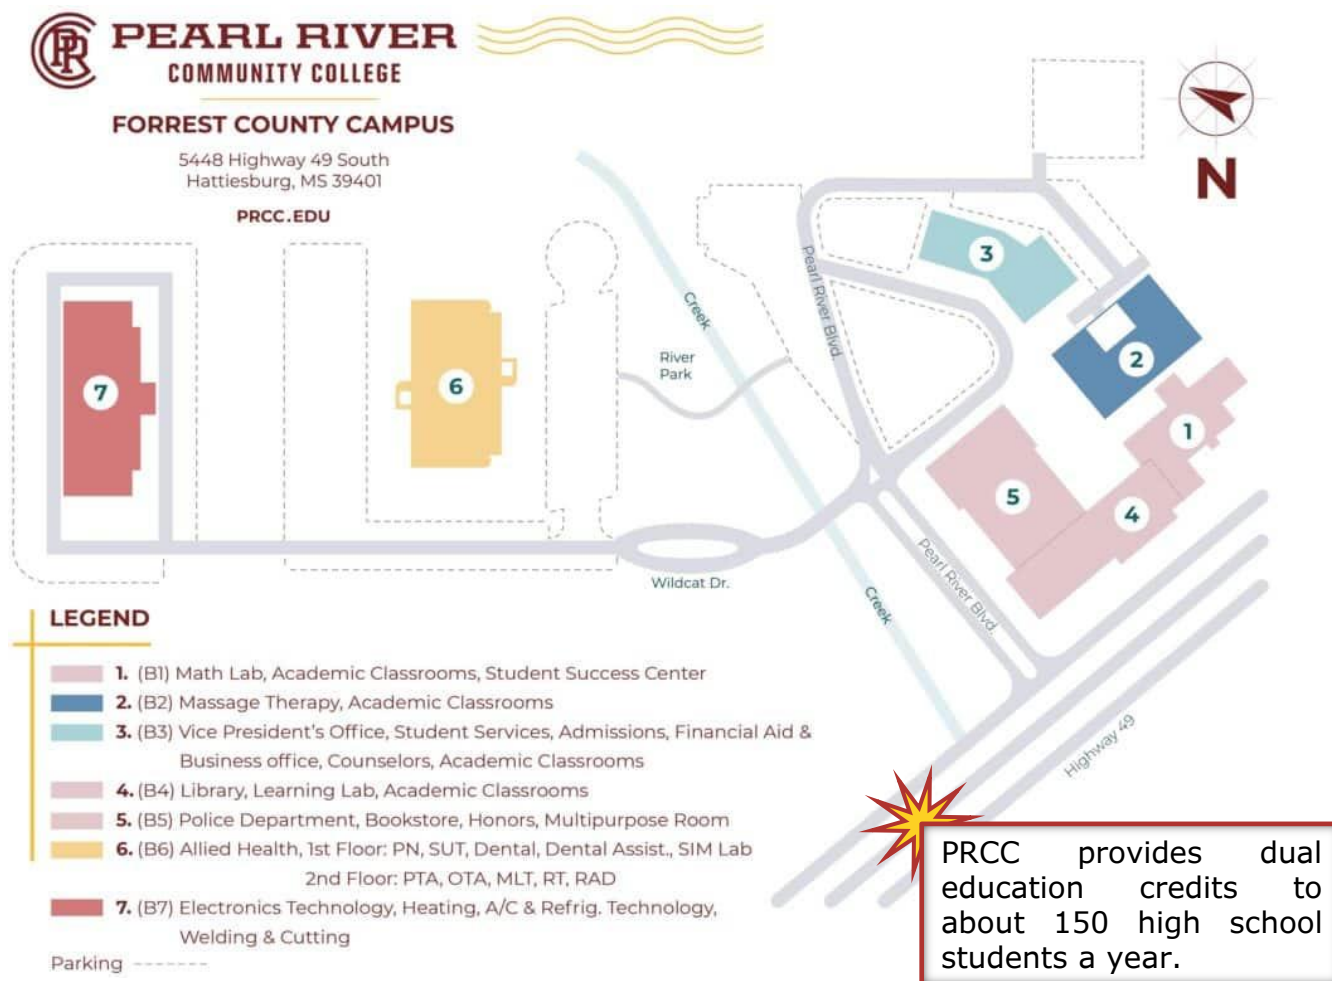 PR
PEARL RIVER
COMMUNITY COLLEGE
FORREST COUNTY CAMPUS
5448 Highway 49 South
Hattiesburg, MS 39401
PRCC.EDU
N
3
2
1
5
4
6
7
Creek
River
Park
Pearl River Blvd.
Pearl River Blvd.
Creek
Wildcat Dr.
Highway 49
LEGEND
1. (B1) Math Lab, Academic Classrooms, Student Success Center
2. (B2) Massage Therapy, Academic Classrooms
3. (B3) Vice President's Office, Student Services, Admissions, Financial Aid &
Business office, Counselors, Academic Classrooms
4. (B4) Library, Learning Lab, Academic Classrooms
5. (B5) Police Department, Bookstore, Honors, Multipurpose Room
6. (B6) Allied Health, 1st Floor: PN, SUT, Dental, Dental Assist., SIM Lab
2nd Floor: PTA, OTA, MLT, RT, RAD
7. (B7) Electronics Technology, Heating, A/C & Refrig. Technology,
Welding & Cutting
Parking
PRCC provides dual
education credits to
about 150 high school
students a year.